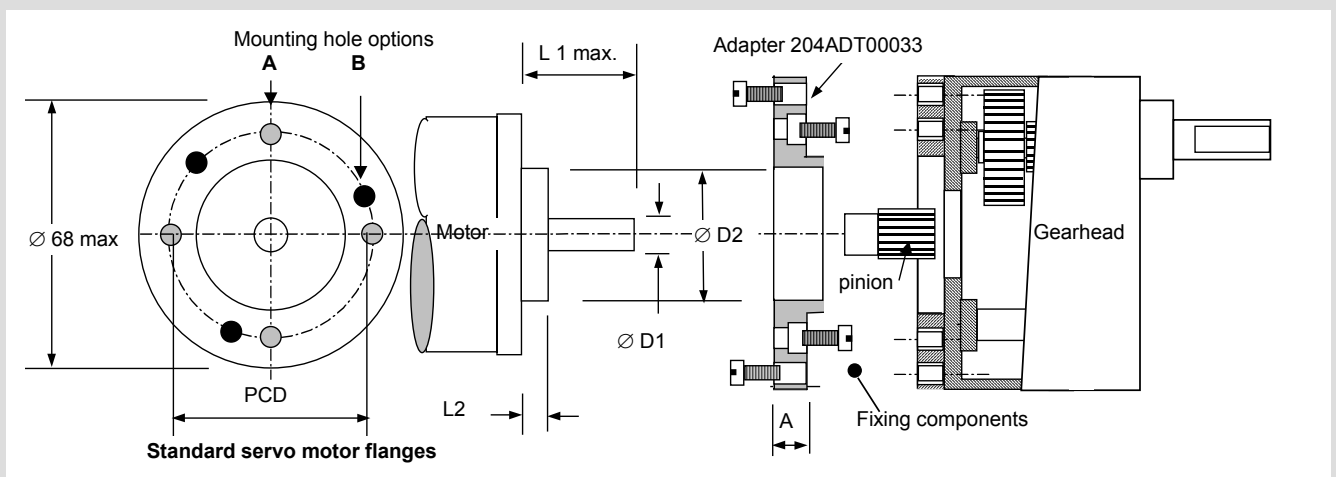 Mounting hole options
A
B
L 1 max.
Adapter 204ADT00033
∅ 68 max
Motor
∅ D2
Gearhead
pinion
∅ D1
PCD
L2
A
Fixing components
Standard servo motor flanges